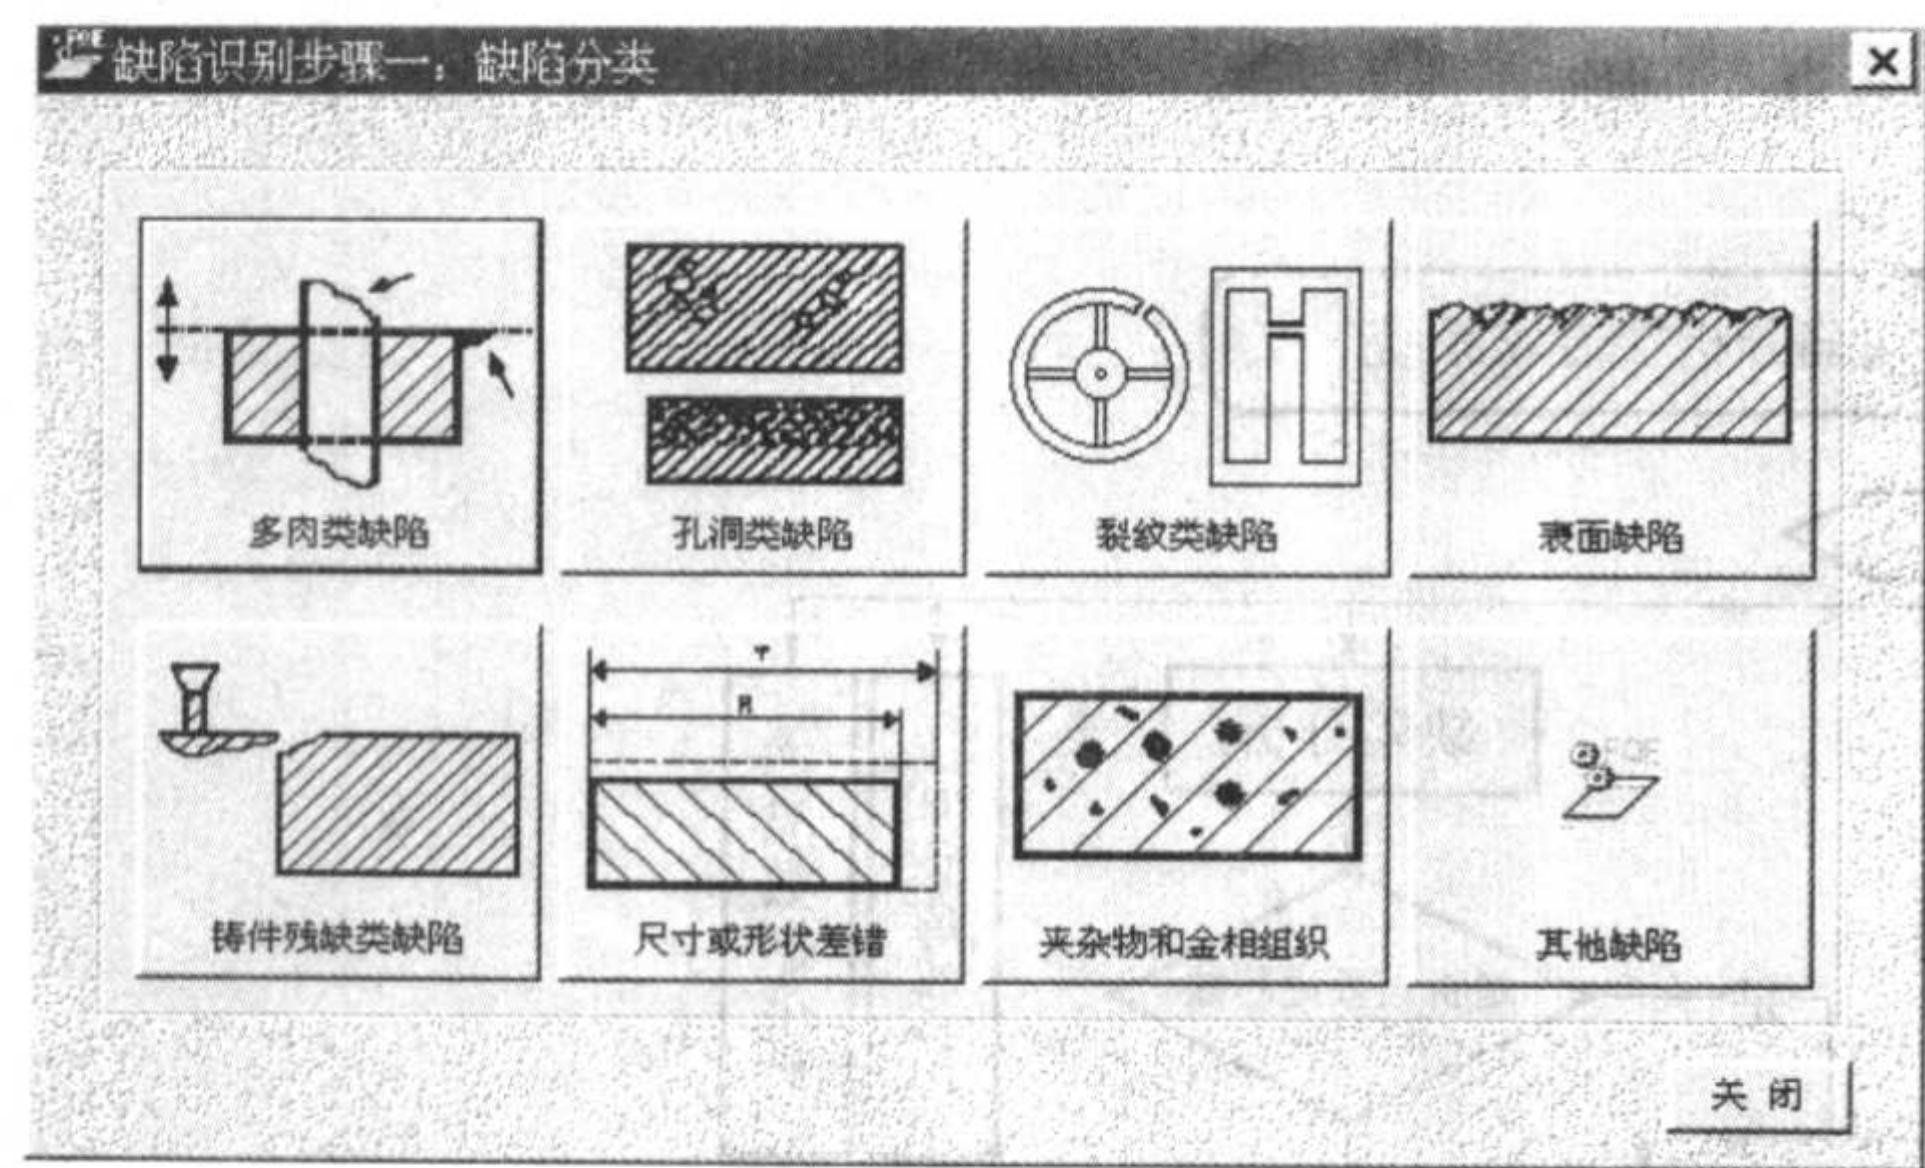 FQE
缺陷识别步骤一：缺陷分类
多肉类缺陷
孔洞类缺陷
裂纹类缺陷
表面缺陷
铸件残缺类缺陷
尺寸或形状差错
夹杂物和金相组织
FQE
其他缺陷
关 闭